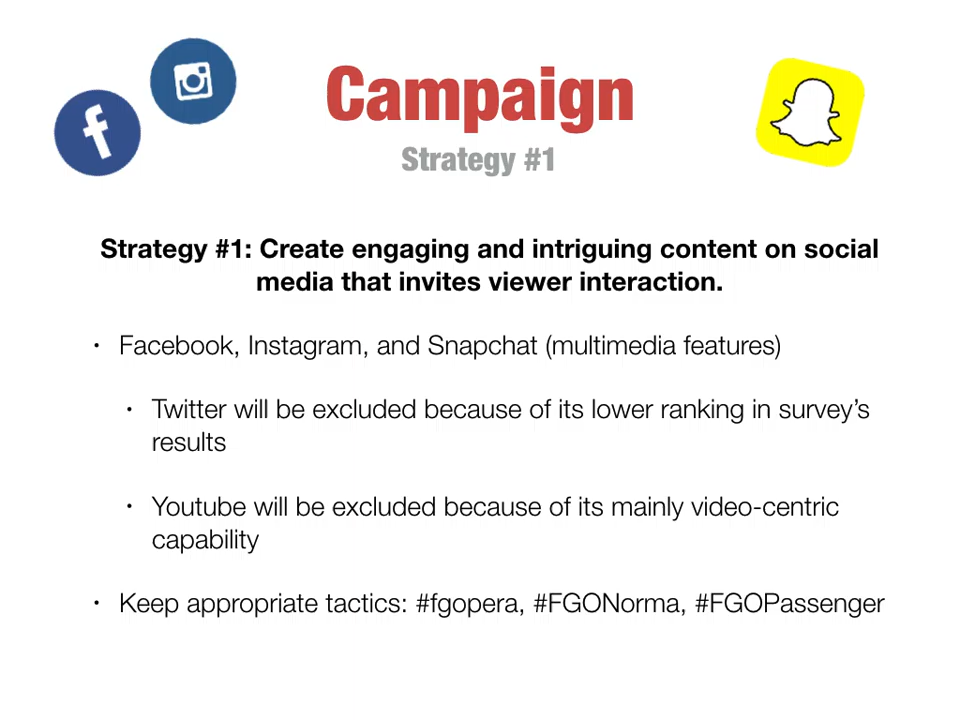 Campaign
Strategy #1
Strategy #1: Create engaging and intriguing content on social
media that invites viewer interaction.
• Facebook, Instagram, and Snapchat (multimedia features)
• Twitter will be excluded because of its lower ranking in survey’s
results
• Youtube will be excluded because of its mainly video-centric
capability
• Keep appropriate tactics: #fgopera, #FGONorma, #FGOPassenger